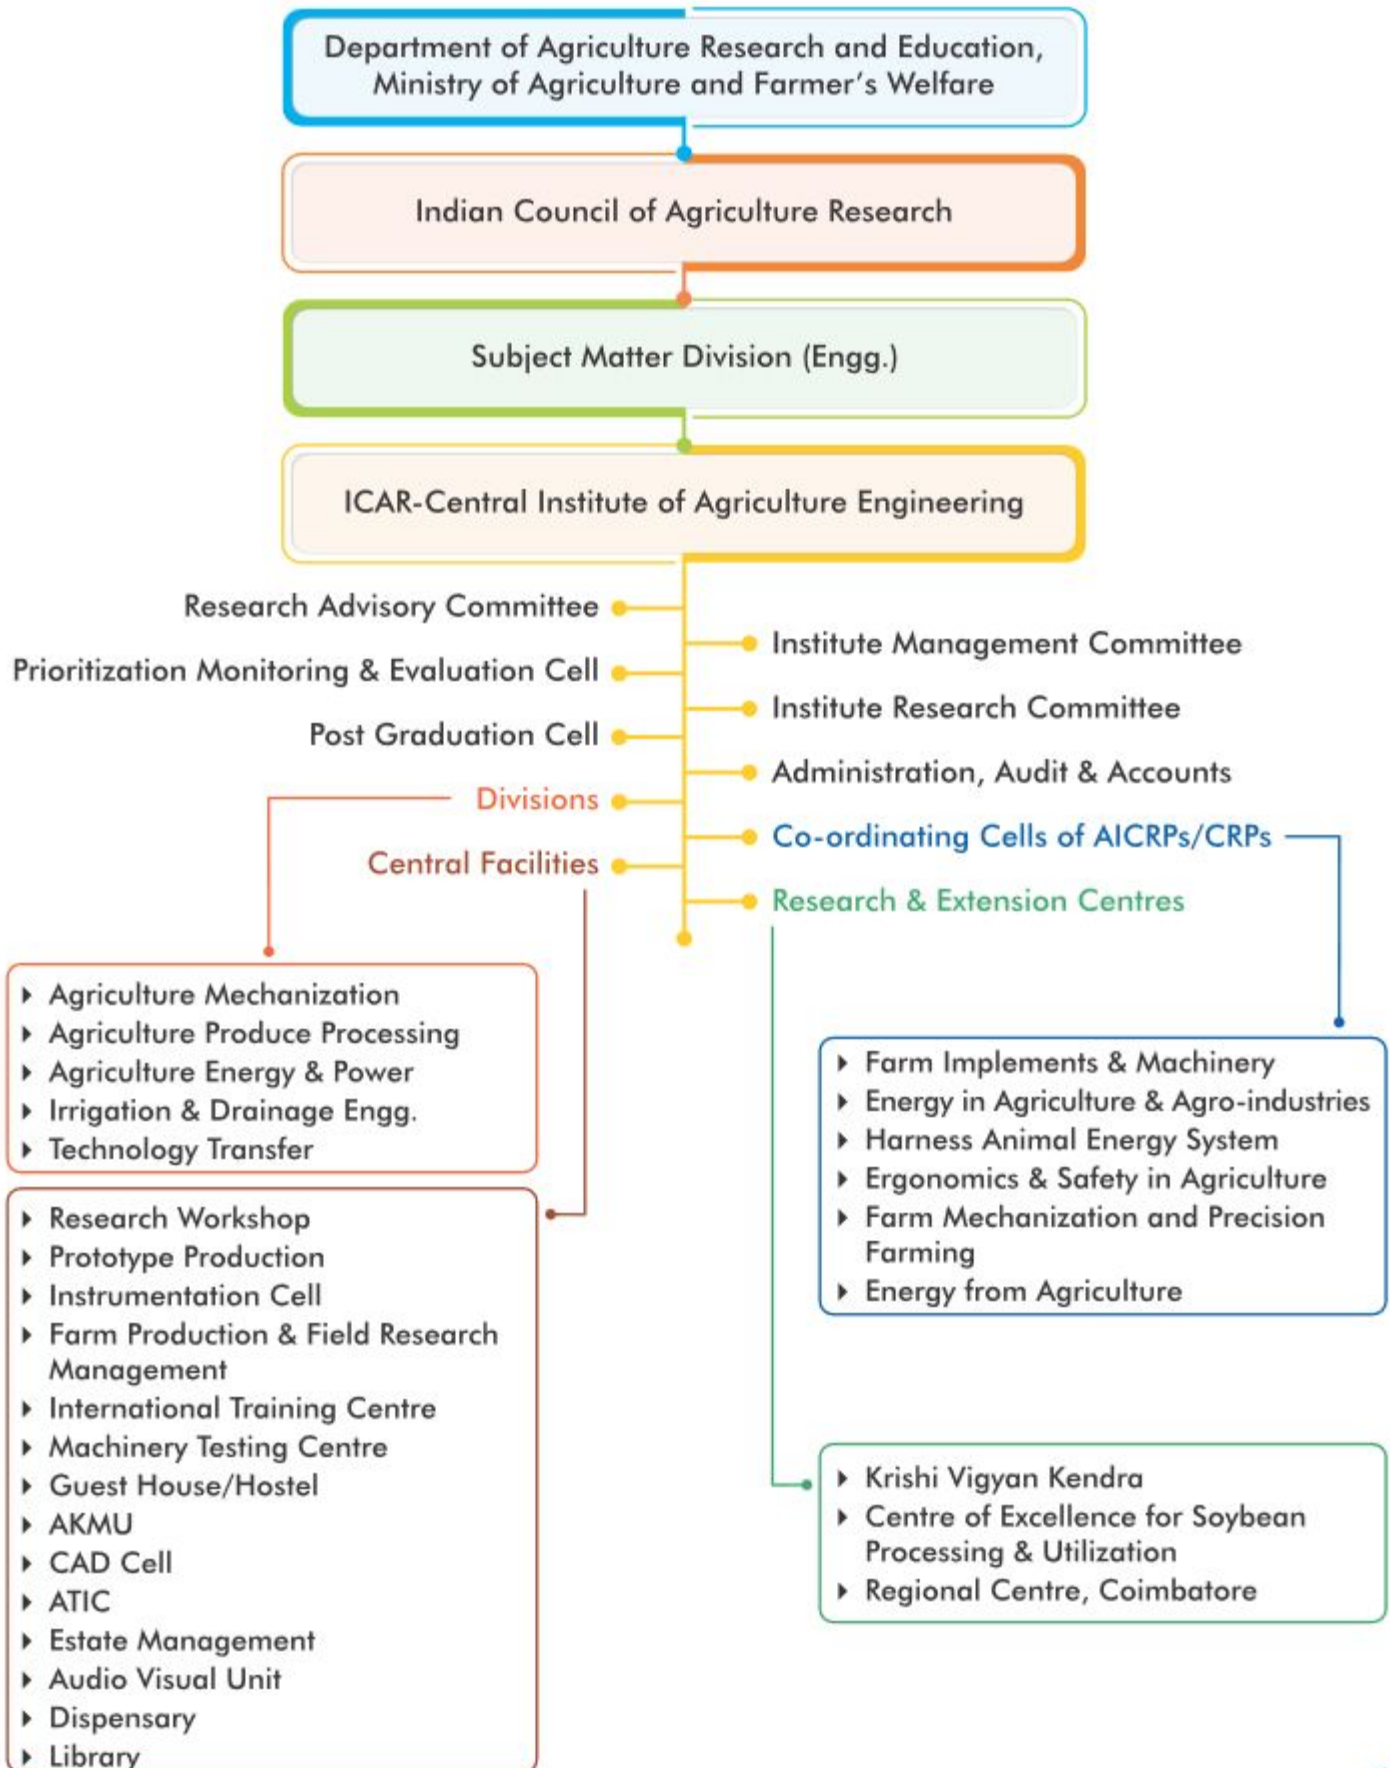 Department of Agriculture Research and Education,
Ministry of Agriculture and Farmer's Welfare
Indian Council of Agriculture Research
Subject Matter Division (Engg.)
ICAR-Central Institute of Agriculture Engineering
Research Advisory Committee
Institute Management Committee
Prioritization Monitoring & Evaluation Cell
Institute Research Committee
Post Graduation Cell
Administration, Audit & Accounts
Divisions
Co-ordinating Cells of AICRPs/CRPs
Central Facilities
Research & Extension Centres
Agriculture Mechanization
Agriculture Produce Processing
Agriculture Energy & Power
Irrigation & Drainage Engg.
Technology Transfer
Research Workshop
Prototype Production
Instrumentation Cell
Farm Production & Field Research
Management
International Training Centre
Machinery Testing Centre
Guest House/Hostel
AKMU
CAD Cell
ATIC
Estate Management
Audio Visual Unit
Dispensary
Library
Farm Implements & Machinery
Energy in Agriculture & Agro-industries
Harness Animal Energy System
Ergonomics & Safety in Agriculture
Farm Mechanization and Precision
Farming
Energy from Agriculture
Krishi Vigyan Kendra
Centre of Excellence for Soybean
Processing & Utilization
Regional Centre, Coimbatore